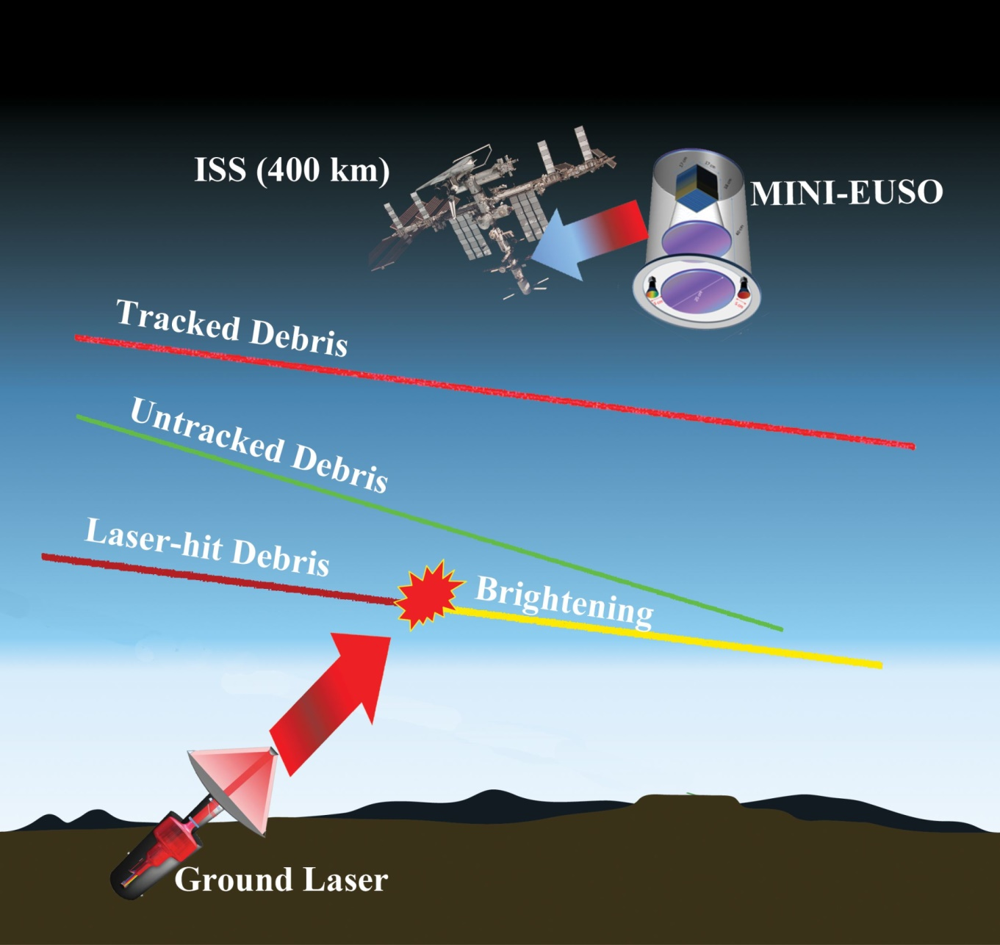 ISS (400 km)
MINI-EUSO
Tracked Debris
Untracked Debris
Laser-hit Debris
Brightening
Ground Laser